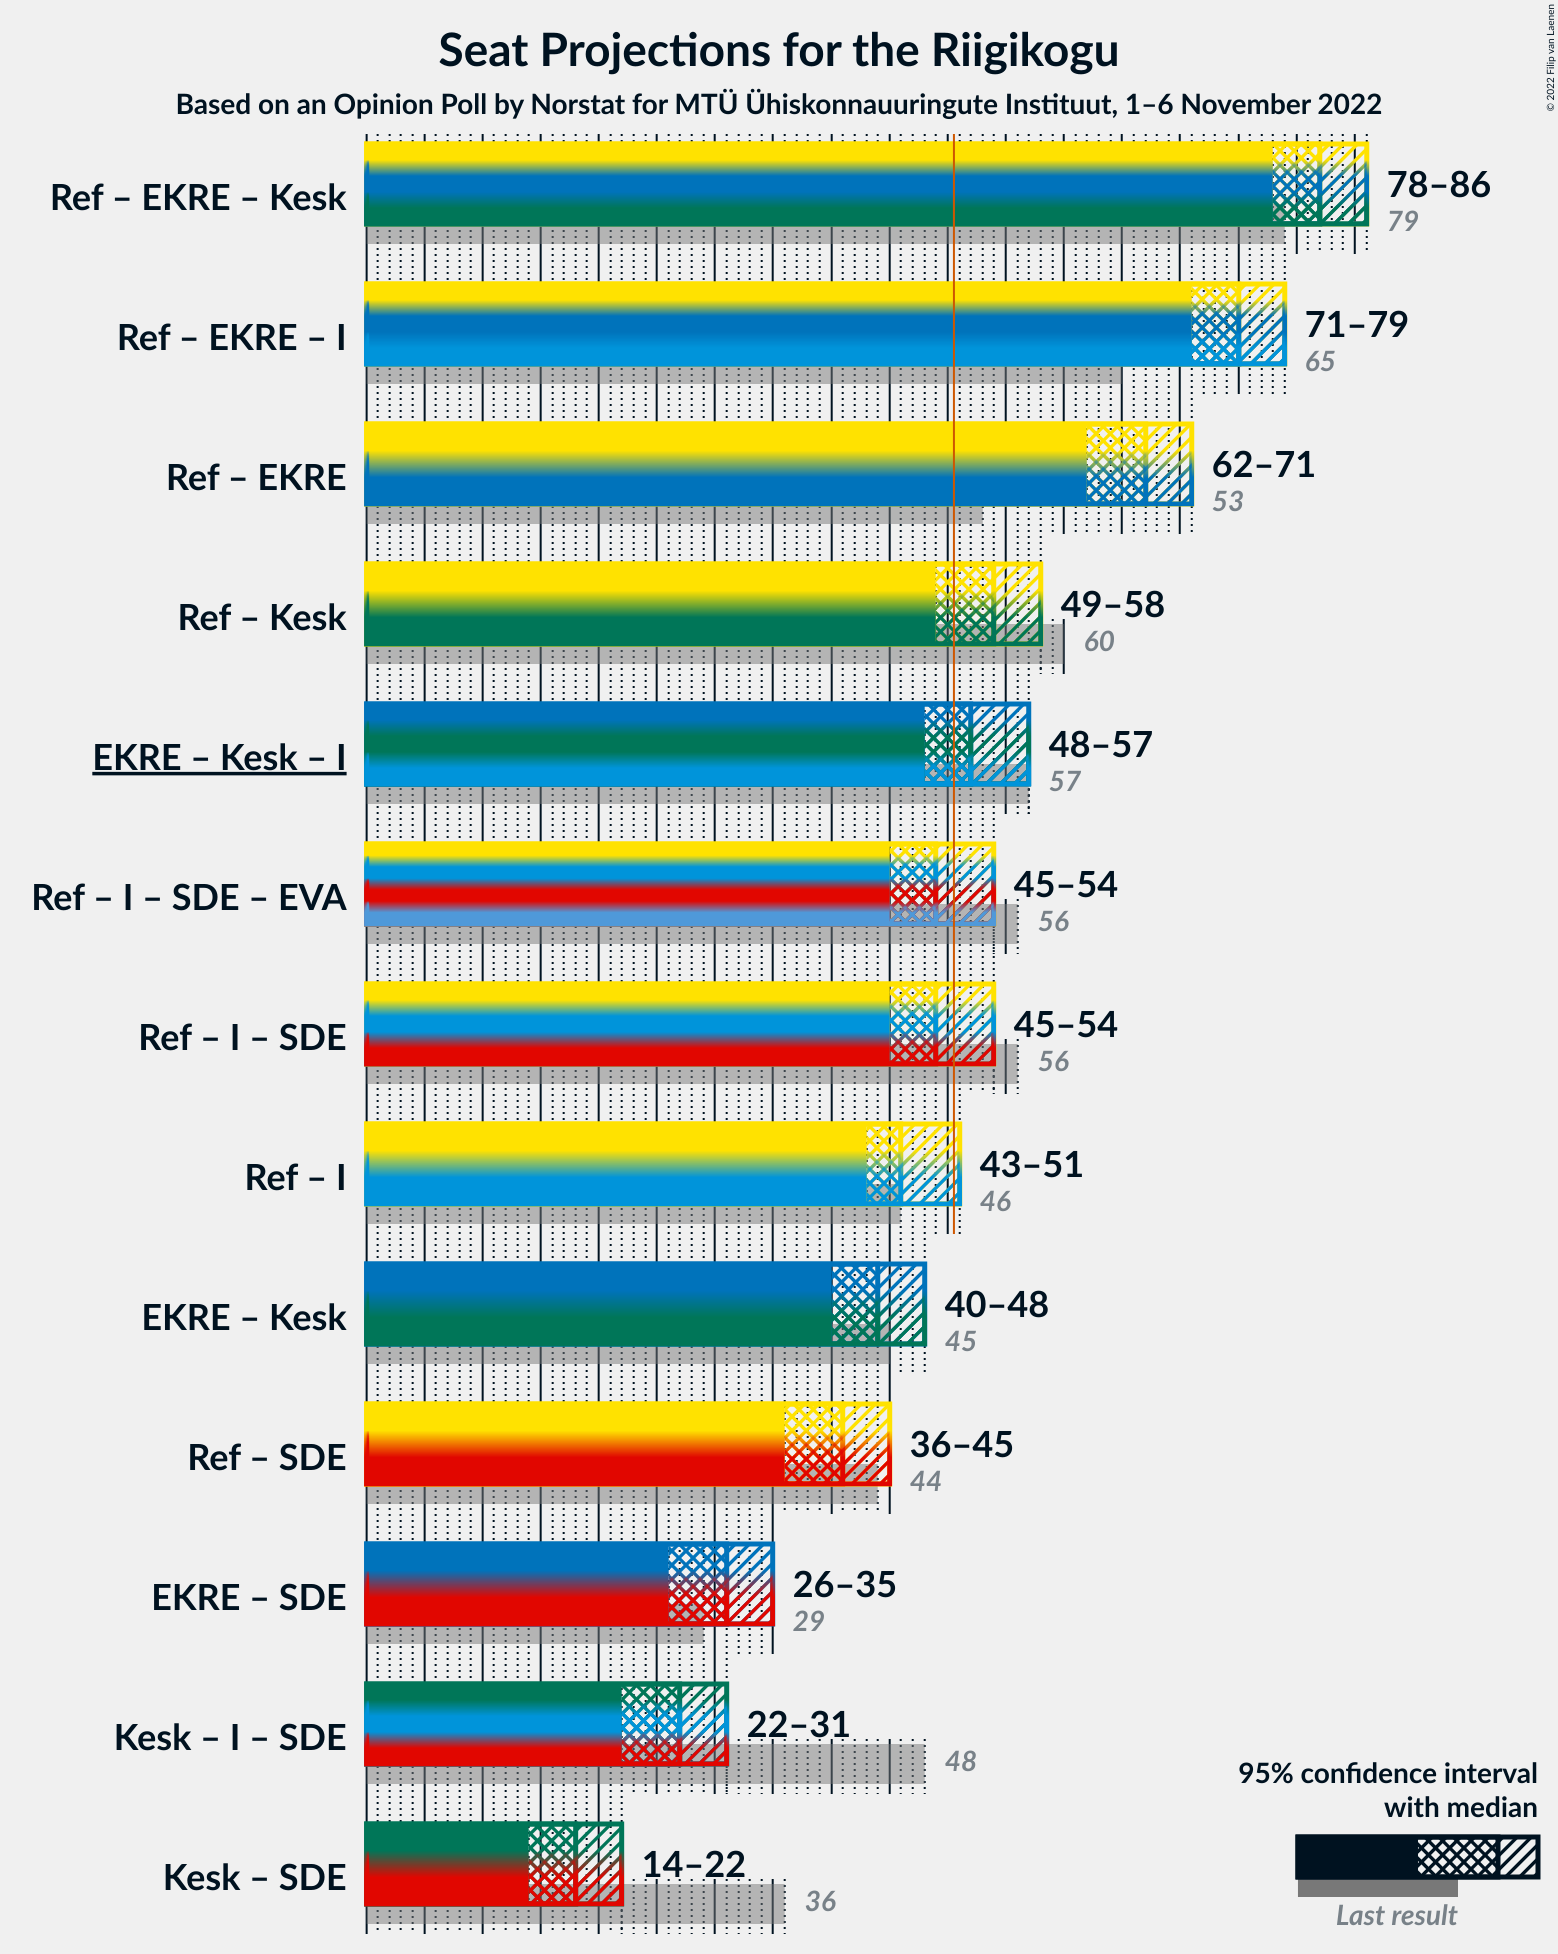 Seat Projections for the Riigikogu
Based on an Opinion Poll by Norstat for MTÜ Ühiskonnauuringute Instituut, 1–6 November 2022
© 2022 Filip van Laenen
Ref – EKRE – Kesk
78–86
79
Ref – EKRE – I
71–79
65
Ref – EKRE
62–71
53
Ref – Kesk
49–58
60
EKRE – Kesk – I
48–57
57
Ref – I – SDE – EVA
45–54
56
Ref – I – SDE
45–54
56
Ref – I
43–51
46
EKRE – Kesk
40–48
45
Ref – SDE
36–45
44
EKRE – SDE
26–35
29
Kesk – I – SDE
22–31
48
Kesk – SDE
14–22
36
95% confidence interval
with median
Last result